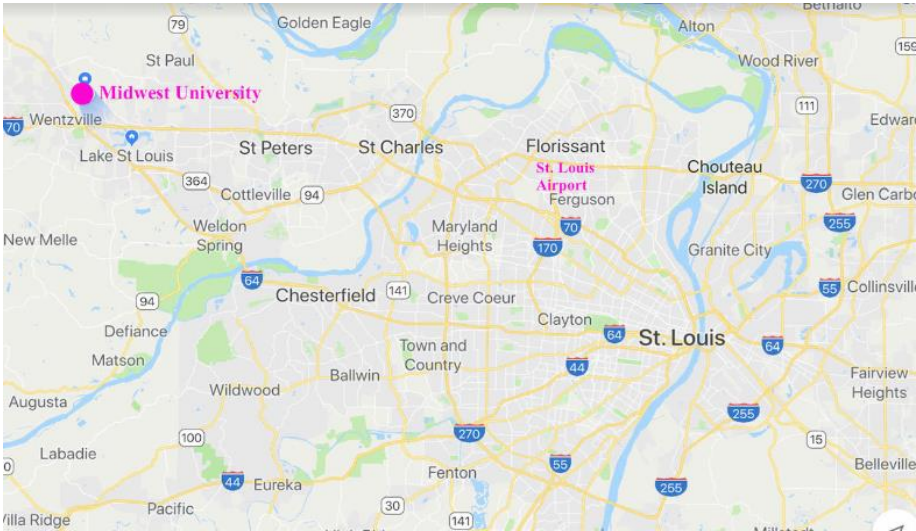 Bethalto
Golden Eagle
79
Alton
159
St Paul
Wood River
Midwest University
111
370
Wentzville
Edward
70
St Peters
St Charles
Florissant
Lake St Louis
St. Louis
Airport
Chouteau
Island
364
270
Cottleville
94
Ferguson
Glen Carbo
Weldon
Spring
Maryland
Heights
70
255
New Melle
170
Granite City
64
141
55
Collinsville
Chesterfield
Creve Coeur
94
Clayton
64
Defiance
St. Louis
64
Matson
Town and
Country
44
Ballwin
Fairview
Heights
Wildwood
Augusta
255
270
100
15
Labadie
55
Belleville
44
Eureka
Fenton
255
Pacific
30
Villa Ridge
141